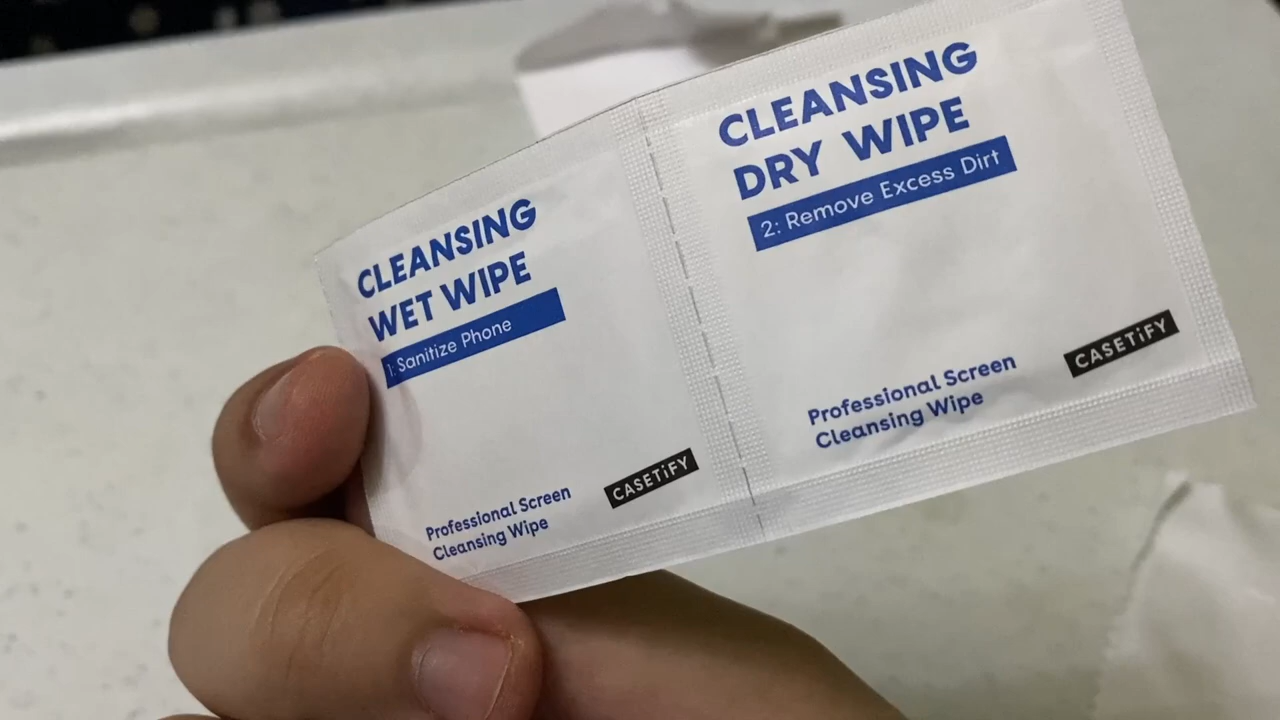 CLEANSING
WET WIPE
1: Sanitize Phone
Professional Screen
Cleansing Wipe
CASETiFY
CLEANSING
DRY WIPE
2: Remove Excess Dirt
Professional Screen
Cleansing Wipe
CASETiFY